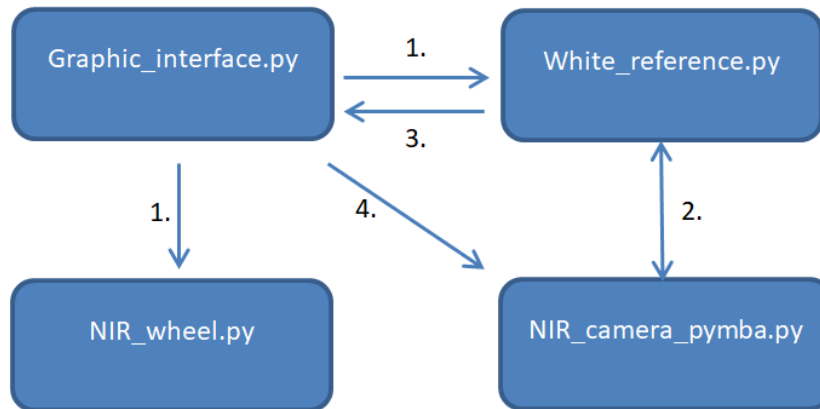 Graphic_interface.py
1.
White_reference.py
3.
1.
4.
2.
NIR_wheel.py
NIR_camera_pymba.py